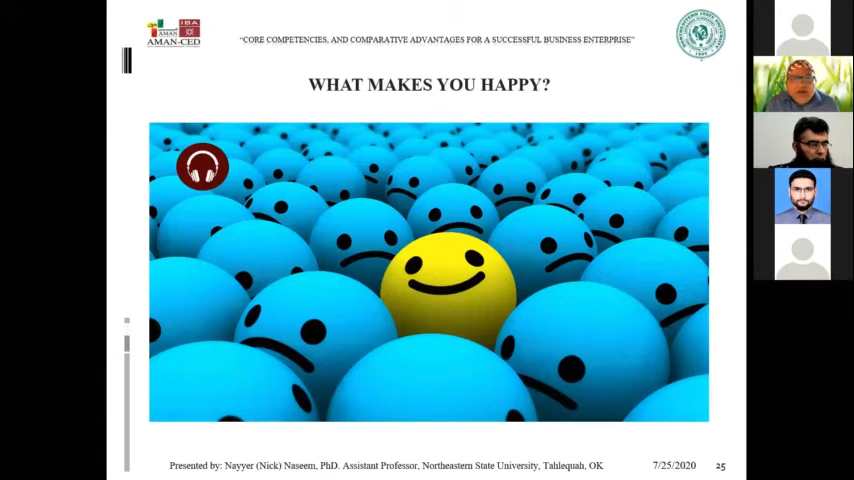 AMAN
IBA
AMAN-CED
“CORE COMPETENCIES, AND COMPARATIVE ADVANTAGES FOR A SUCCESSFUL BUSINESS ENTERPRISE”
WHAT MAKES YOU HAPPY?
Presented by: Nayyer (Nick) Naseem, PhD. Assistant Professor, Northeastern State University, Tahlequah, OK
7/25/2020
25